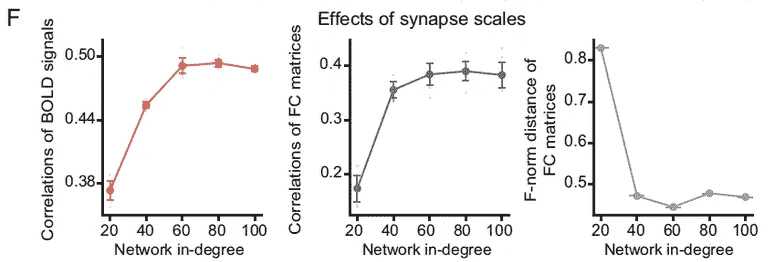 F
Effects of synapse scales
Correlations of BOLD signals
0.50
0.44
0.38
20 40 60 80 100
Network in-degree
Correlations of FC matrices
0.4
0.3
0.2
20 40 60 80 100
Network in-degree
F-norm distance of
FC matrices
0.8
0.7
0.6
0.5
20 40 60 80 100
Network in-degree